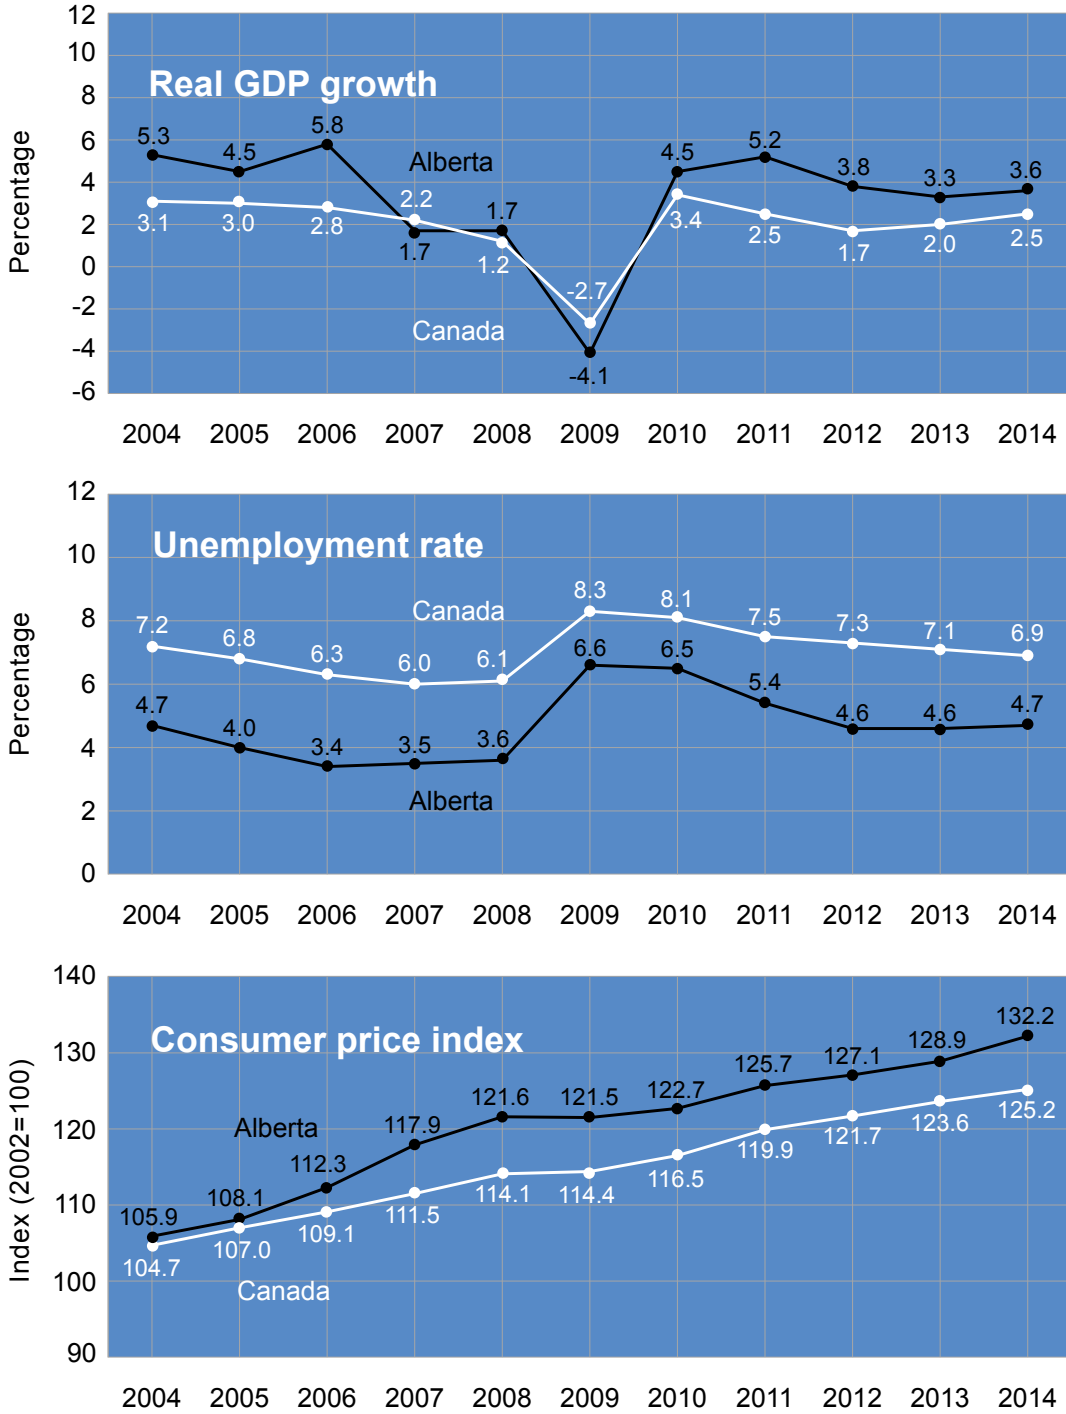 Real GDP growth
Percentage
12
10
8
6
4
2
0
-2
-4
-6
Alberta
5.3 4.5 5.8 1.7 1.7 -4.1 4.5 5.2 3.8 3.3 3.6
Canada
3.1 3.0 2.8 2.2 1.2 -2.7 3.4 2.5 1.7 2.0 2.5
2004 2005 2006 2007 2008 2009 2010 2011 2012 2013 2014
Unemployment rate
Percentage
12
10
8
6
4
2
0
Canada
7.2 6.8 6.3 6.0 6.1 8.3 8.1 7.5 7.3 7.1 6.9
4.7 4.0 3.4 3.5 3.6 6.6 6.5 5.4 4.6 4.6 4.7
Alberta
2004 2005 2006 2007 2008 2009 2010 2011 2012 2013 2014
Consumer price index
Index (2002=100)
140
130
120
110
100
90
Alberta
105.9 108.1 112.3 117.9 121.6 121.5 122.7 125.7 127.1 128.9 132.2
104.7 107.0 109.1 111.5 114.1 114.4 116.5 119.9 121.7 123.6 125.2
Canada
2004 2005 2006 2007 2008 2009 2010 2011 2012 2013 2014